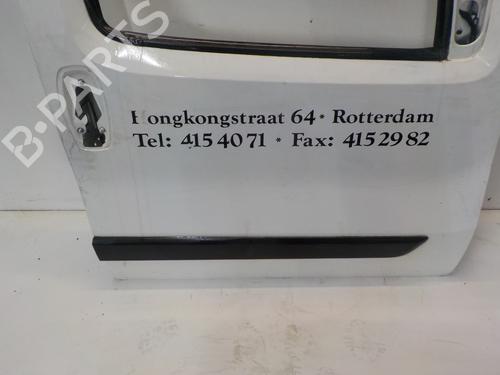 B-PARTS
Hongkongstraat 64 • Rotterdam
Tel: 4154071 • Fax: 4152982